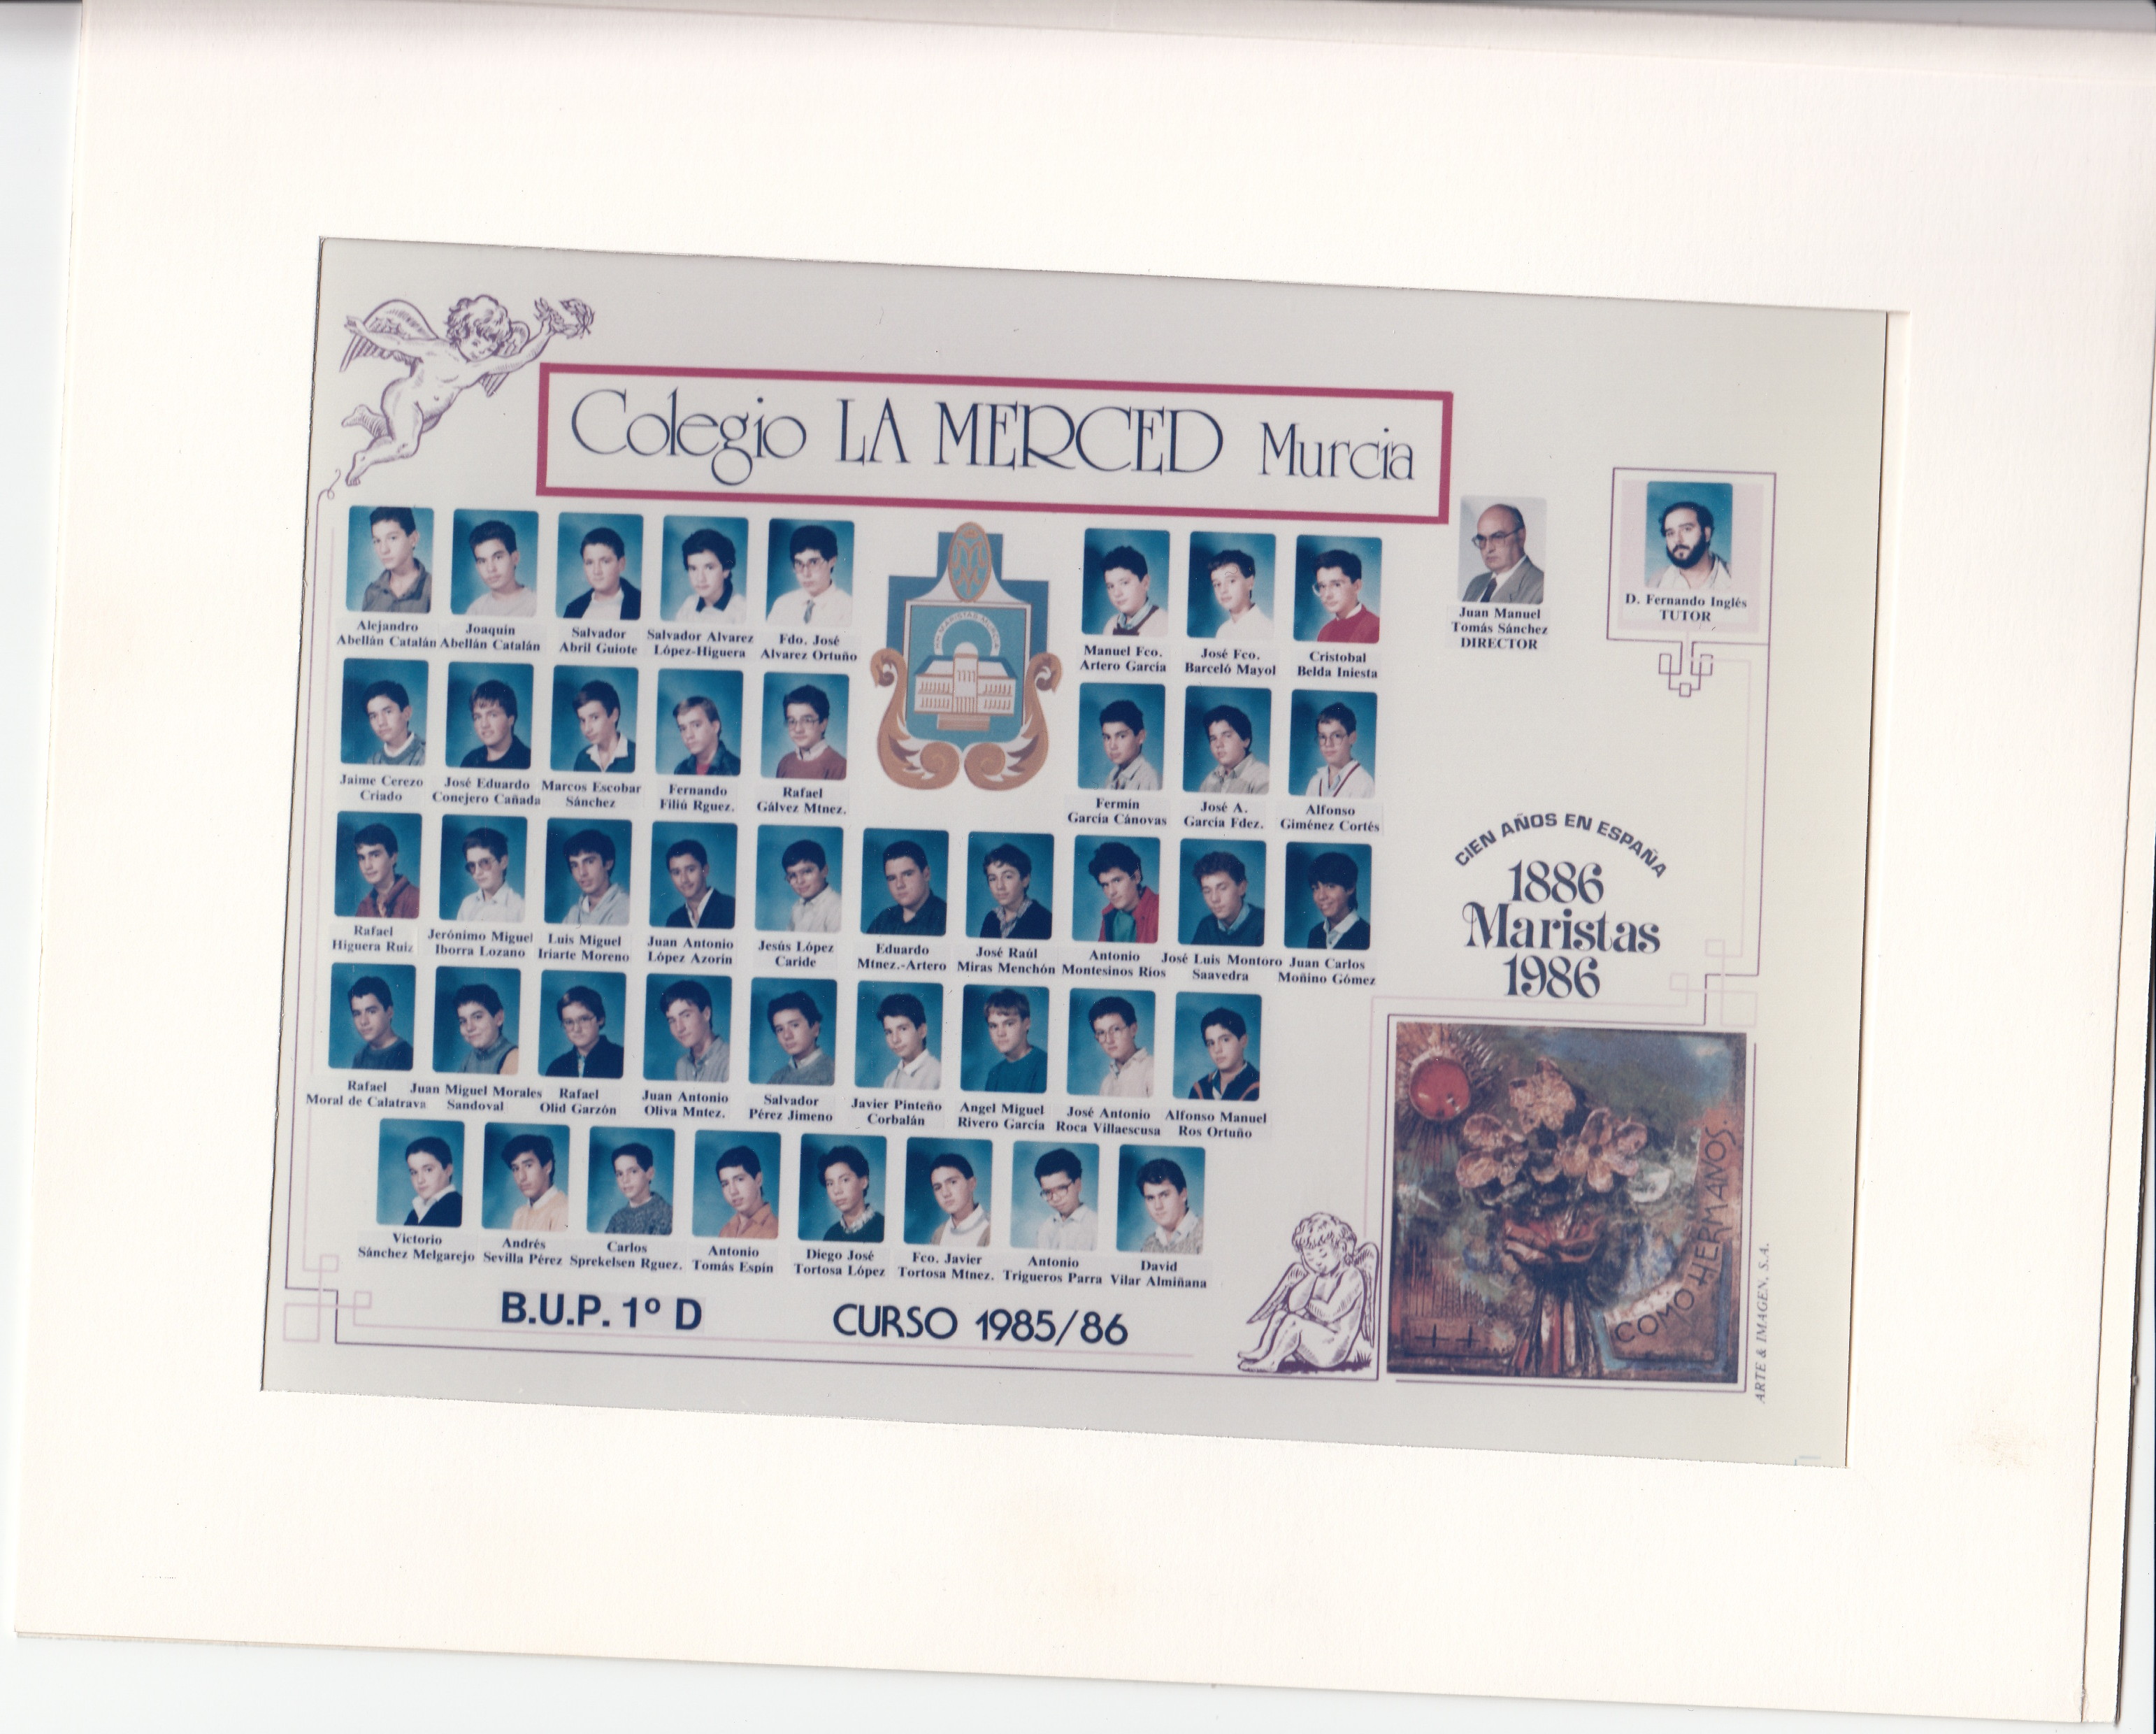 Colegio LA MERCED Murcia
Alejandro
Abellán Catalán
Joaquín
Abellán Catalán
Salvador
Abril Guiote
Salvador Alvarez
López-Higuera
Fdo. José
Alvarez Ortuño
Manuel Fco.
Artero García
José Fco.
Barceló Mayol
Cristobal
Belda Iniesta
Juan Manuel
Tomás Sánchez
DIRECTOR
D. Fernando Inglés
TUTOR
Jaime Cerezo
Criado
José Eduardo
Conejero Cañada
Marcos Escobar
Sánchez
Fernando
Filiú Rguez.
Rafael
Gálvez Mtnez.
Fermín
García Cánovas
José A.
García Fdez.
Alfonso
Giménez Cortés
Rafael
Higuera Ruiz
Jerónimo Miguel
Iborra Lozano
Luis Miguel
Iriarte Moreno
Juan Antonio
López Azorín
Jesús López
Caride
Eduardo
Mtnez.-Artero
José Raúl
Miras Menchón
Antonio
Montesinos Ríos
José Luis Montoro
Saavedra
Juan Carlos
Moñino Gómez
CIEN AÑOS EN ESPAÑA
1886
Maristas
1986
Rafael
Moral de Calatrava
Juan Miguel Morales
Sandoval
Rafael
Olid Garzón
Juan Antonio
Oliva Mntez.
Salvador
Pérez Jimeno
Javier Pinteño
Corbalán
Angel Miguel
Rivero García
José Antonio
Roca Villaescusa
Alfonso Manuel
Ros Ortuño
Victorio
Sánchez Melgarejo
Andrés
Sevilla Pérez
Carlos
Sprekelsen Rguez.
Antonio
Tomás Espín
Diego José
Tortosa López
Fco. Javier
Tortosa Mtnez.
Antonio
Trigueros Parra
David
Vilar Almiñana
B.U.P. 1º D
CURSO 1985/86
COMO HERMANOS.
ARTE & IMAGEN, S.A.